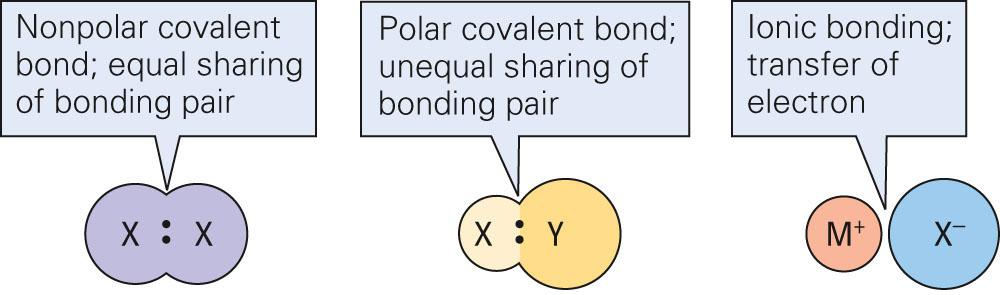 Nonpolar covalent
bond; equal sharing
of bonding pair
Polar covalent bond;
unequal sharing of
bonding pair
Ionic bonding;
transfer of
electron
X : X
X : Y
M⁺
X⁻